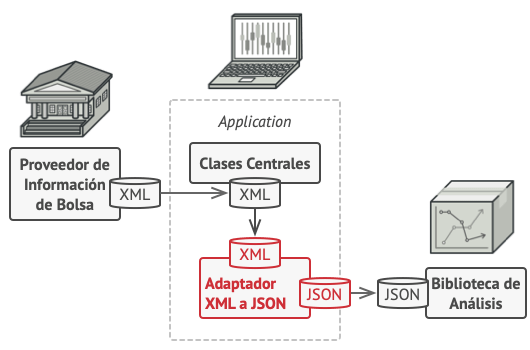 Application
Proveedor de
Información
de Bolsa
XML
Clases Centrales
XML
XML
Adaptador
XML a JSON
JSON
JSON
Biblioteca de
Análisis